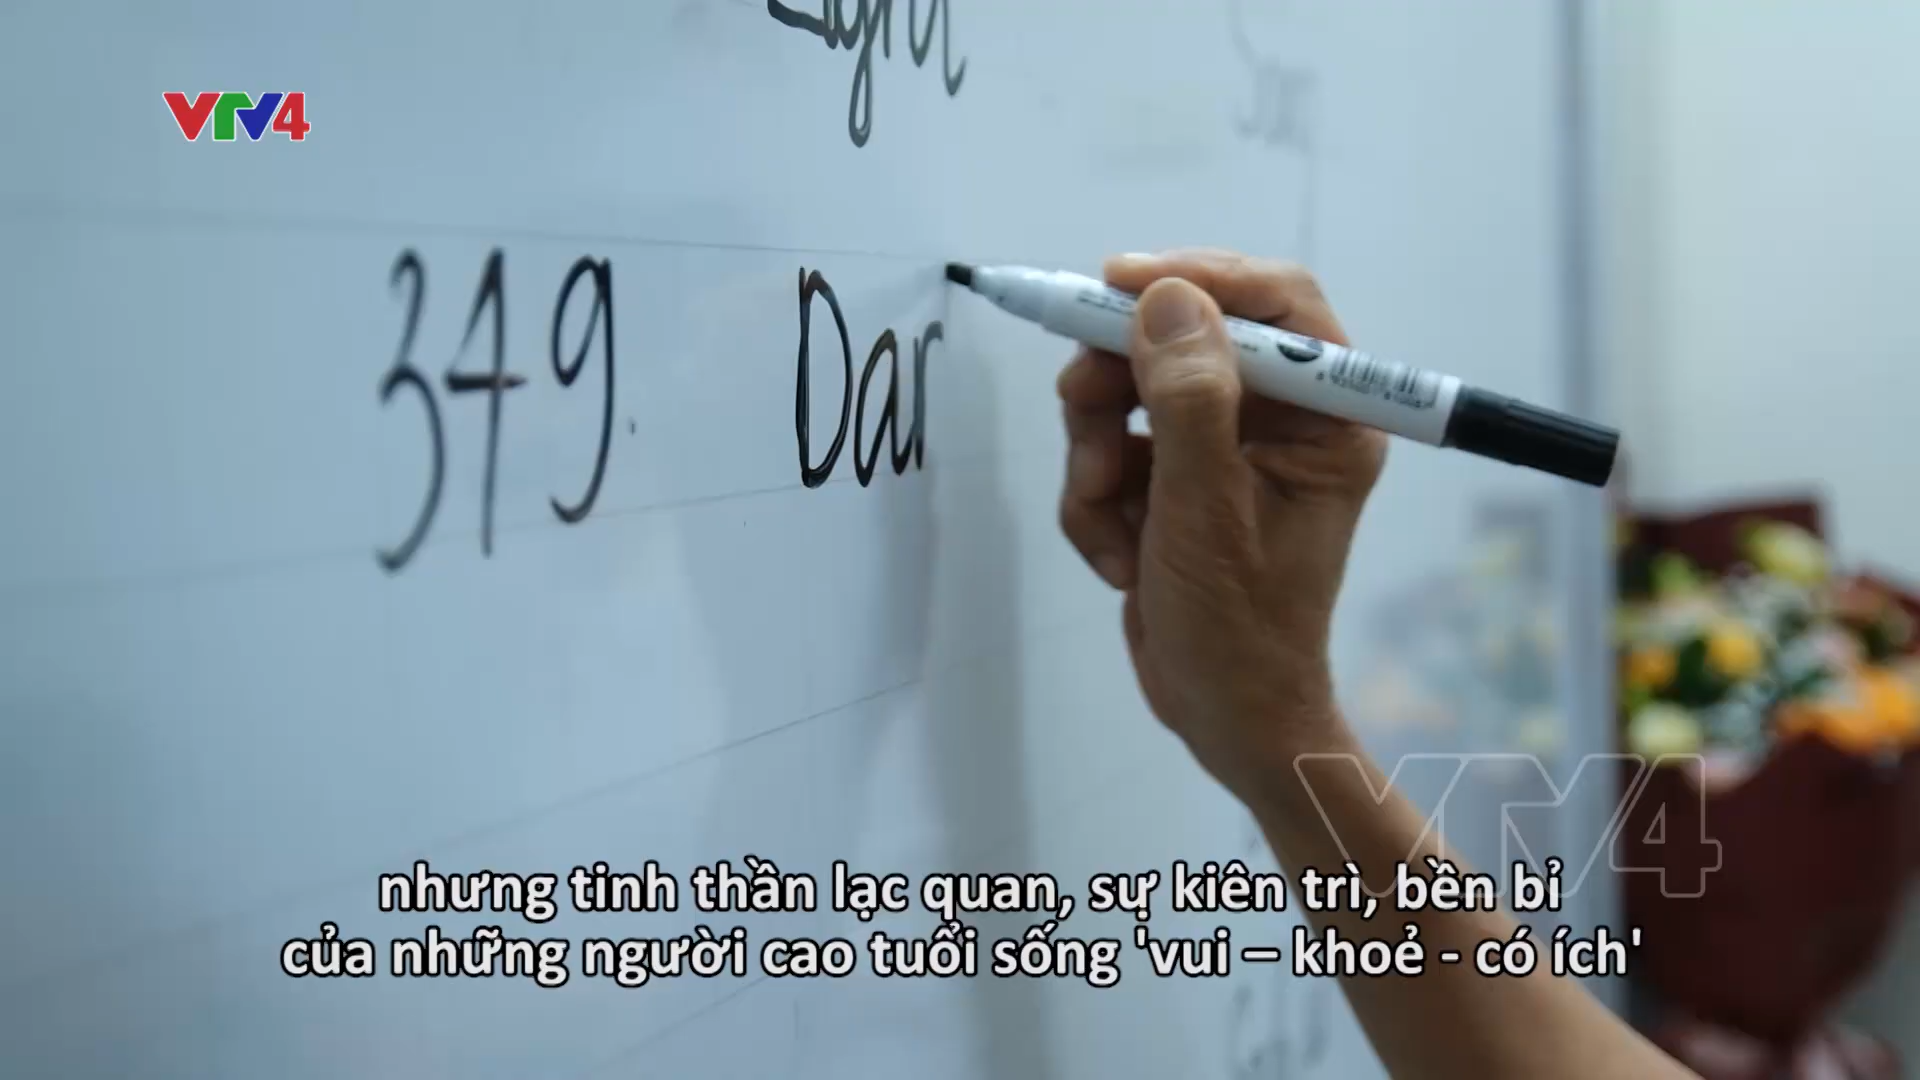 Light
VTV4
349. Dar
VTV4
nhưng tinh thần lạc quan, sự kiên trì, bền bỉ
của những người cao tuổi sống 'vui – khoẻ - có ích'